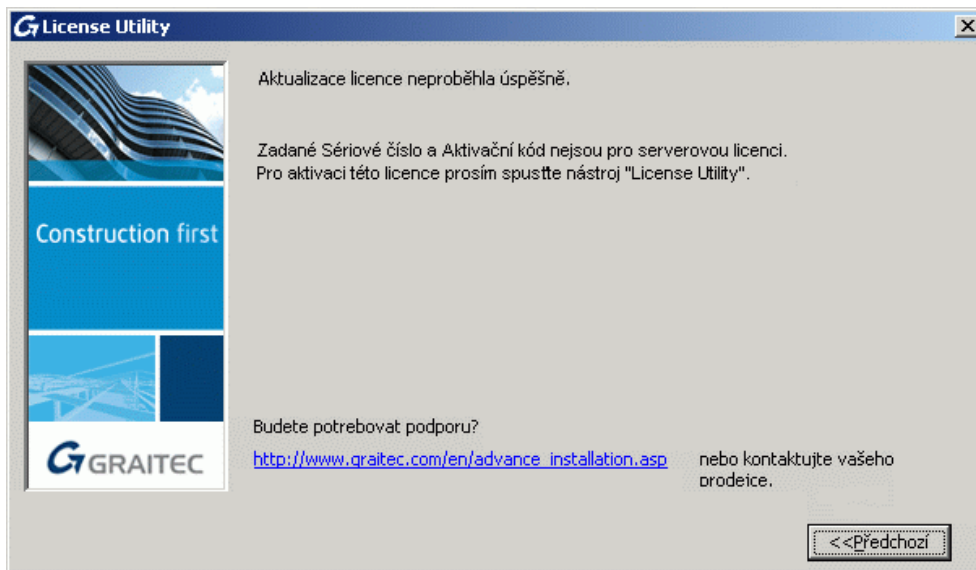 License Utility
Aktualizace licence neproběhla úspěšně.
Zadané Sériové číslo a Aktivační kód nejsou pro serverovou licenci.
Pro aktivaci této licence prosím spusťte nástroj "License Utility".
Construction first
GRAITEC
Budete potrebovat podporu?
http://www.graitec.com/en/advance_installation.asp nebo kontaktujte vašeho
prodejce.
<<Předchozí